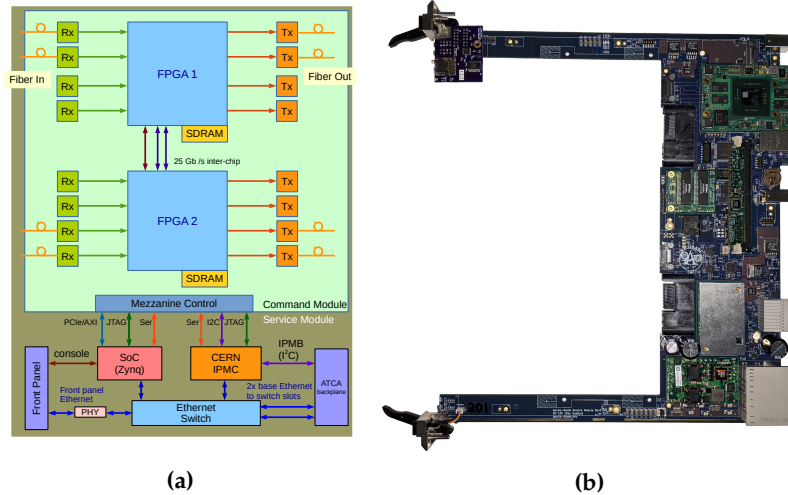 Rx
Tx
Rx
Tx
FPGA 1
Fiber In
Fiber Out
Rx
Tx
Rx
Tx
SDRAM
25 Gb /s inter-chip
Rx
Tx
Rx
Tx
FPGA 2
Rx
Tx
Rx
Tx
SDRAM
Mezzanine Control
Command Module
Service Module
PCIe/AXI
JTAG
Ser
Ser
I2C
JTAG
console
SoC
(Zynq)
CERN
IPMC
IPMB
(I²C)
Front Panel
Front panel
Ethernet
PHY
Ethernet
Switch
2x base Ethernet
to switch slots
ATCA
backplane
201
(a)
(b)